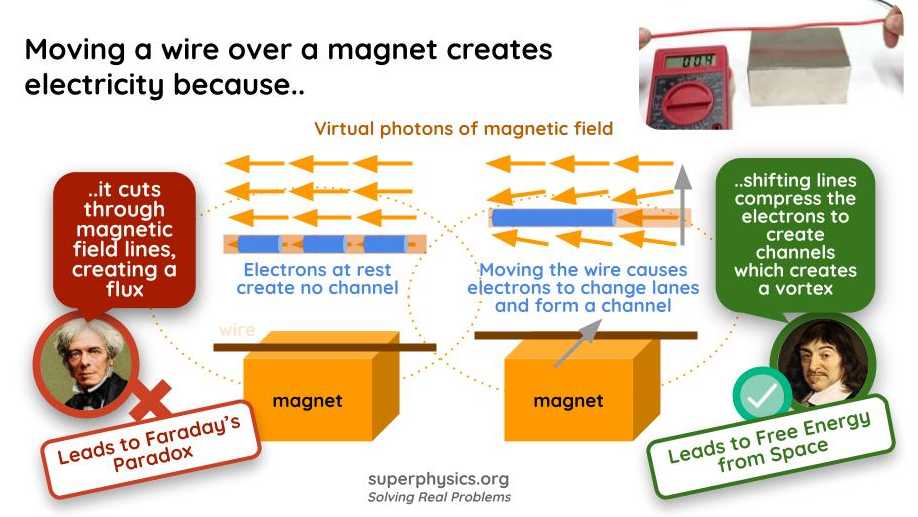 Moving a wire over a magnet creates
electricity because..
00.4
Virtual photons of magnetic field
..it cuts
through
magnetic
field lines,
creating a
flux
..shifting lines
compress the
electrons to
create
channels
which creates
a vortex
Electrons at rest
create no channel
Moving the wire causes
electrons to change lanes
and form a channel
wire
magnet
magnet
Leads to Faraday's
Paradox
Leads to Free Energy
from Space
superphysics.org
Solving Real Problems